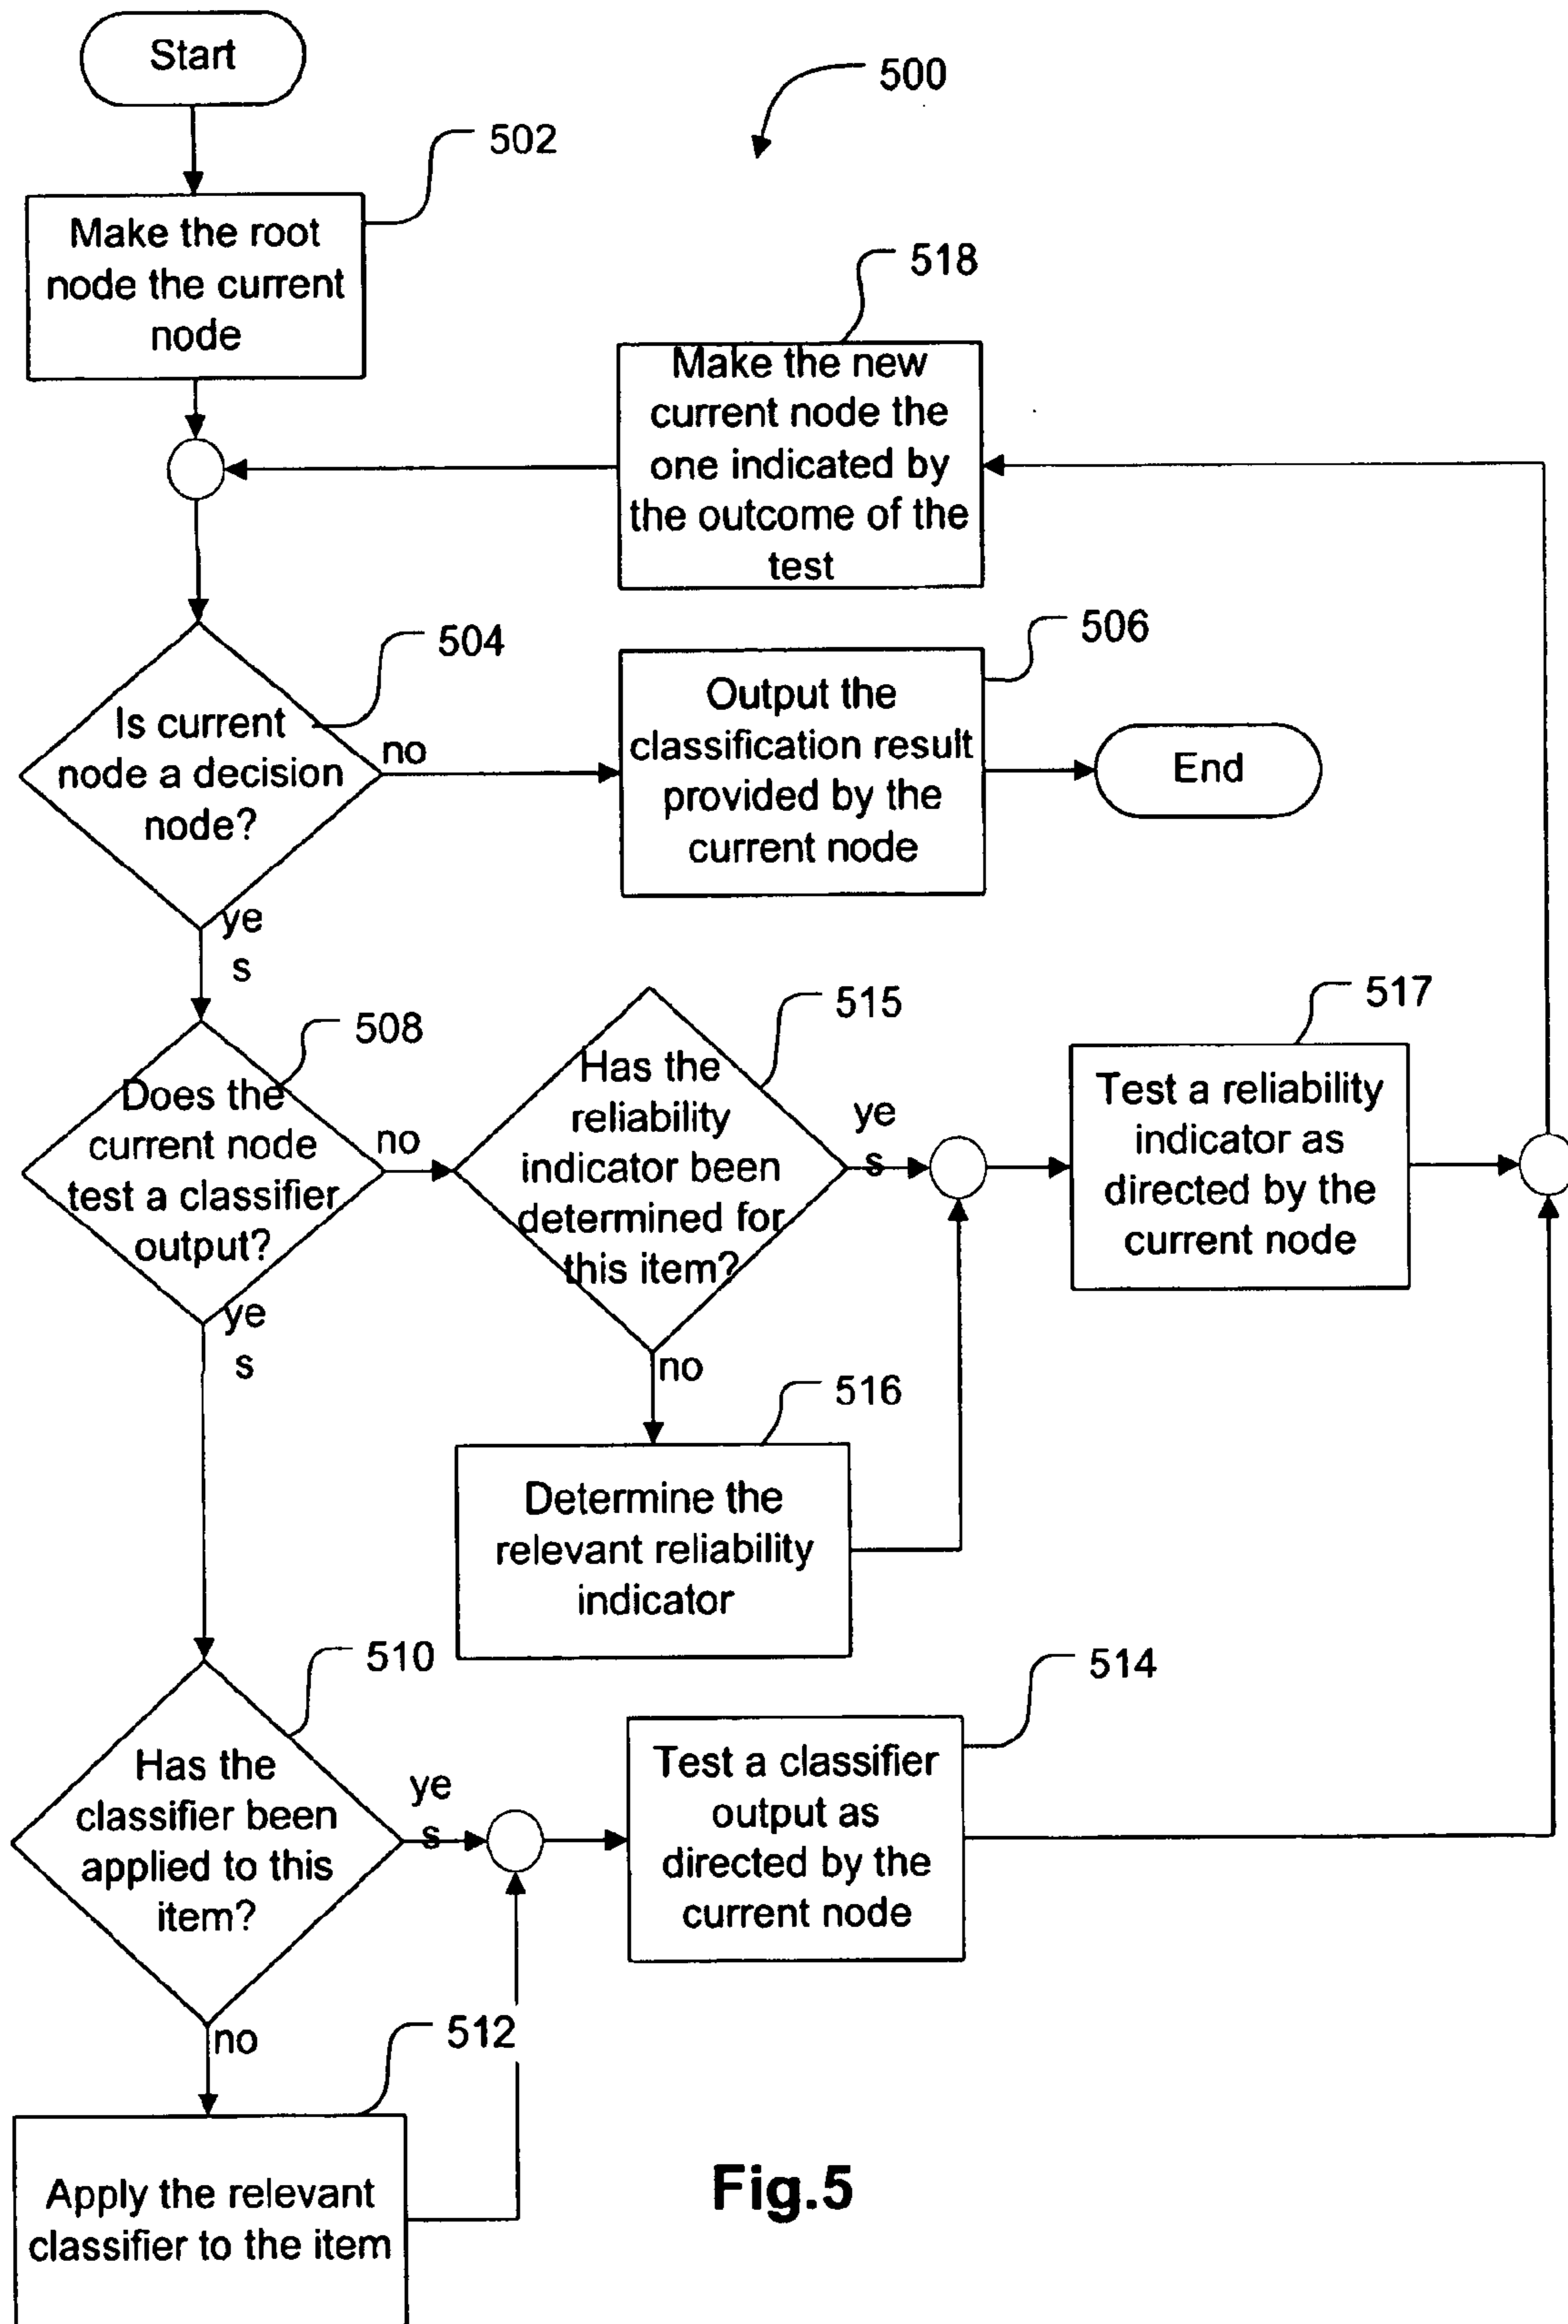 Start
500
502
Make the root
node the current
node
518
Make the new
current node the
one indicated by
the outcome of the
test
504
Is current
node a decision
node?
no
506
Output the
classification result
provided by the
current node
End
ye
s
508
Does the
current node
test a classifier
output?
no
515
Has the
reliability
indicator been
determined for
this item?
ye
s
517
Test a reliability
indicator as
directed by the
current node
ye
s
no
516
Determine the
relevant reliability
indicator
510
Has the
classifier been
applied to this
item?
ye
s
514
Test a classifier
output as
directed by the
current node
no
512
Apply the relevant
classifier to the item
Fig.5